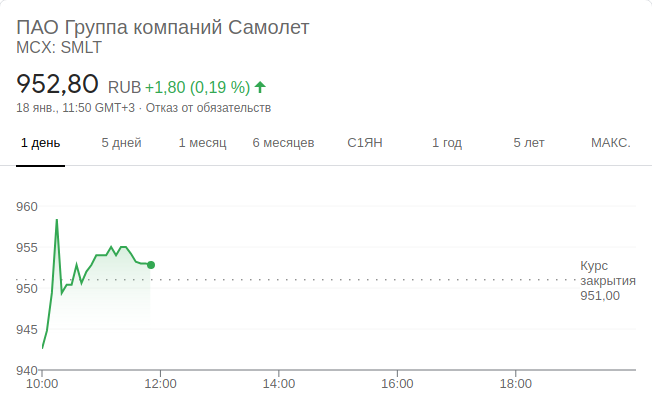 ПАО Группа компаний Самолет
MCX: SMLT
952,80 RUB +1,80 (0,19 %)
18 янв., 11:50 GMT+3 · Отказ от обязательств
1 день 5 дней 1 месяц 6 месяцев С1ЯН 1 год 5 лет МАКС.
960
955
950
945
940
Курс
закрытия
951,00
10:00 12:00 14:00 16:00 18:00